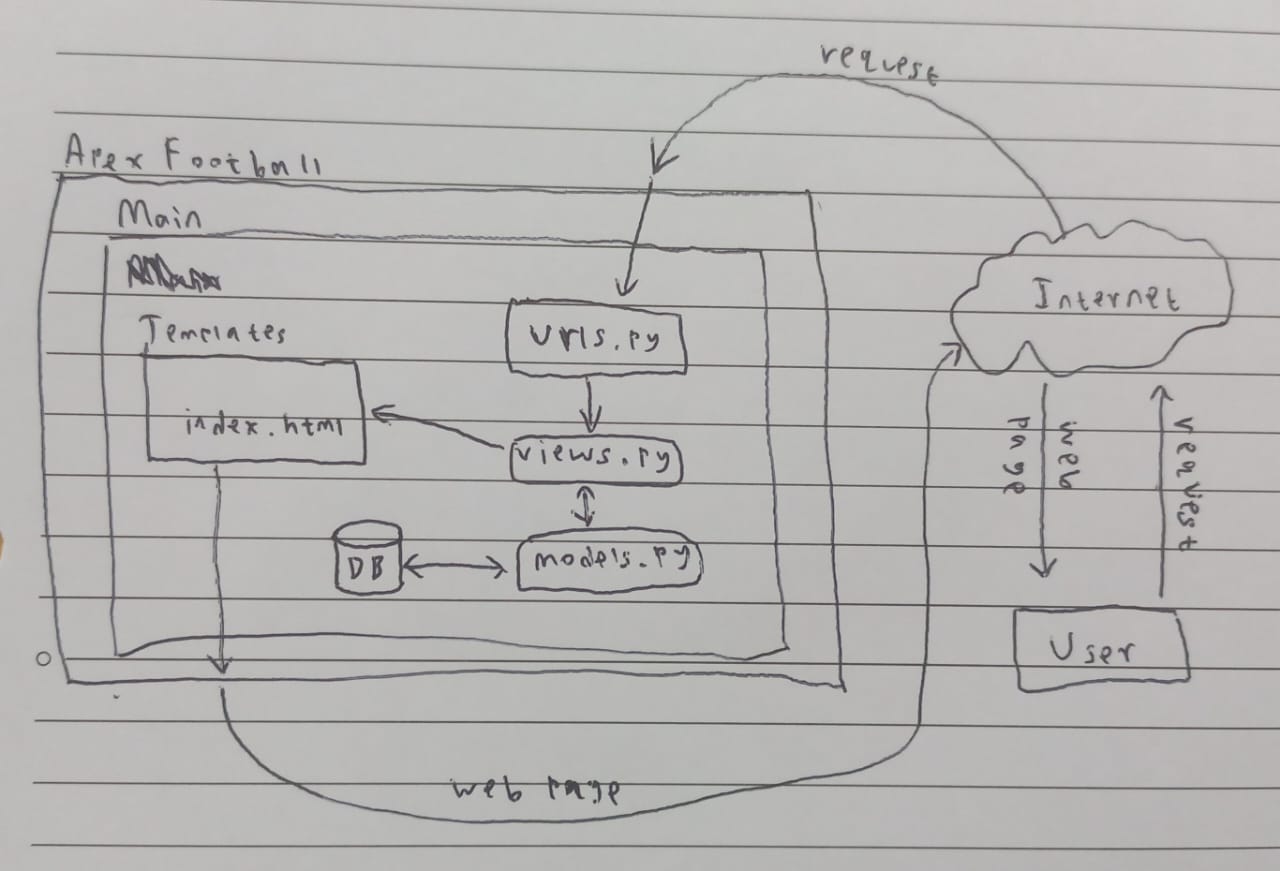 request
Apex Football
Main
Templates
urls.py
Internet
index.html
views.py
web
page
request
DB
models.py
User
web page